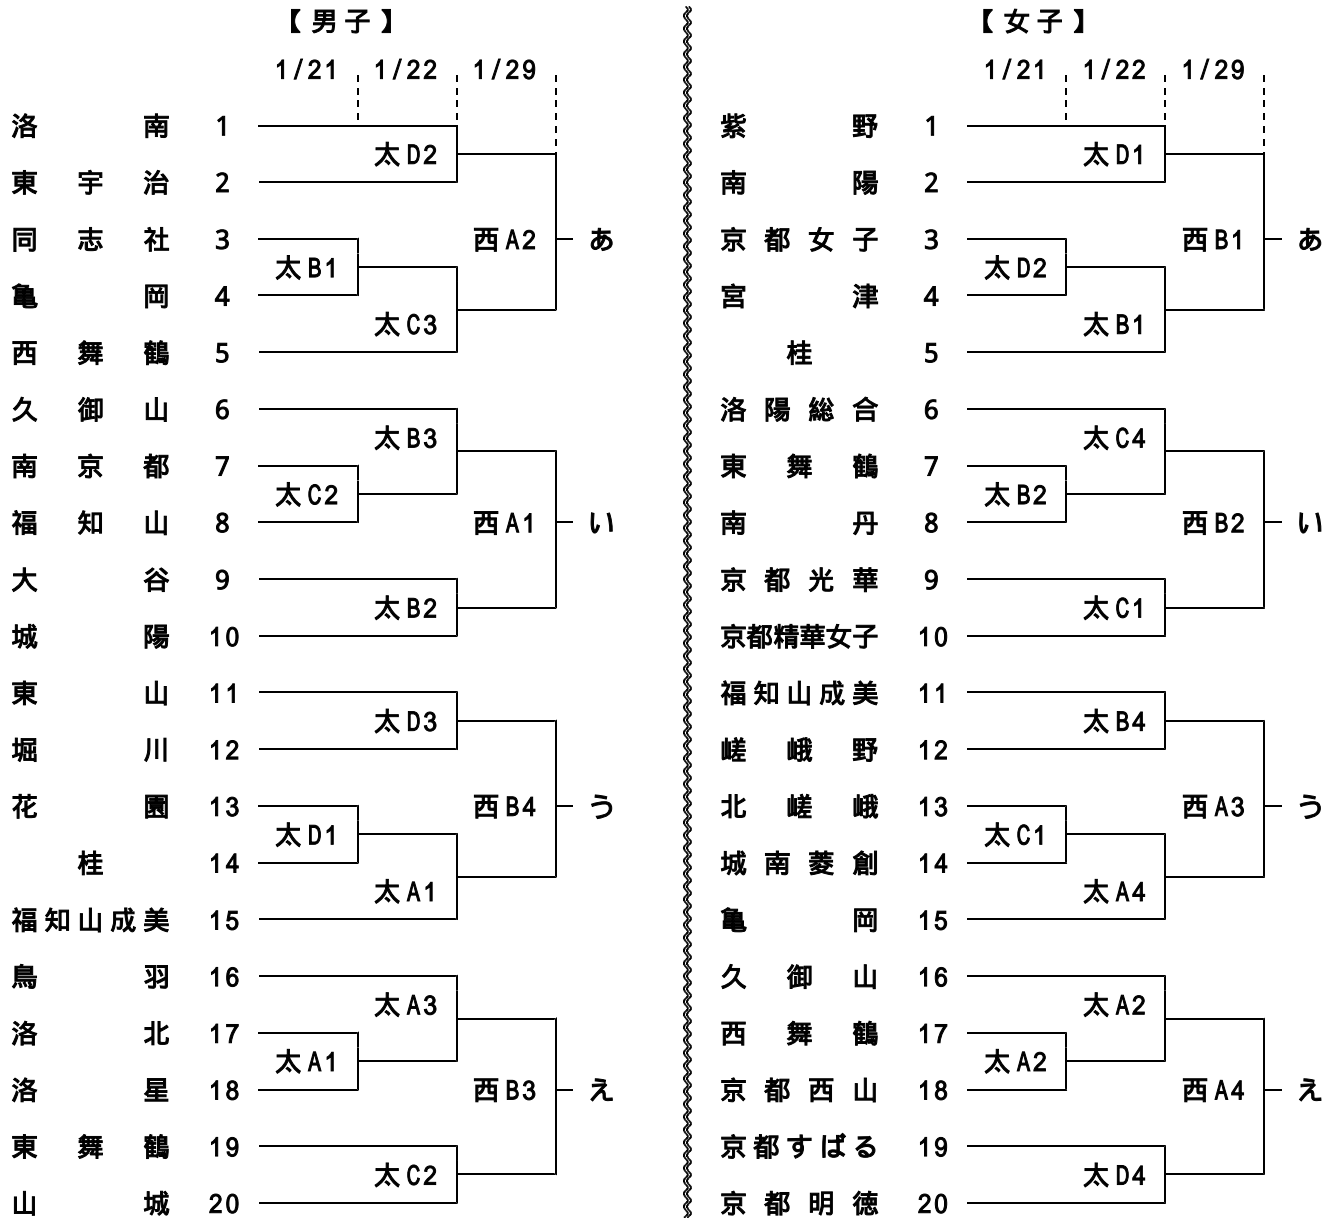 【男子】
1/21 1/22 1/29
洛南 1
太D2
東宇治 2
同志社 3
西A2 あ
太B1
亀岡 4
太C3
西舞鶴 5
久御山 6
太B3
南京都 7
太C2
福知山 8
西A1 い
大谷 9
太B2
城陽 10
東山 11
太D3
堀川 12
花園 13
西B4 う
太D1
桂 14
太A1
福知山成美 15
鳥羽 16
太A3
洛北 17
太A1
洛星 18
西B3 え
東舞鶴 19
太C2
山城 20
【女子】
1/21 1/22 1/29
紫野 1
太D1
南陽 2
京都女子 3
西B1 あ
太D2
宮津 4
太B1
桂 5
洛陽総合 6
太C4
東舞鶴 7
太B2
南丹 8
西B2 い
京都光華 9
太C1
京都精華女子 10
福知山成美 11
太B4
嵯峨野 12
北嵯峨 13
西A3 う
太C1
城南菱創 14
太A4
亀岡 15
久御山 16
太A2
西舞鶴 17
太A2
京都西山 18
西A4 え
京都すばる 19
太D4
京都明徳 20